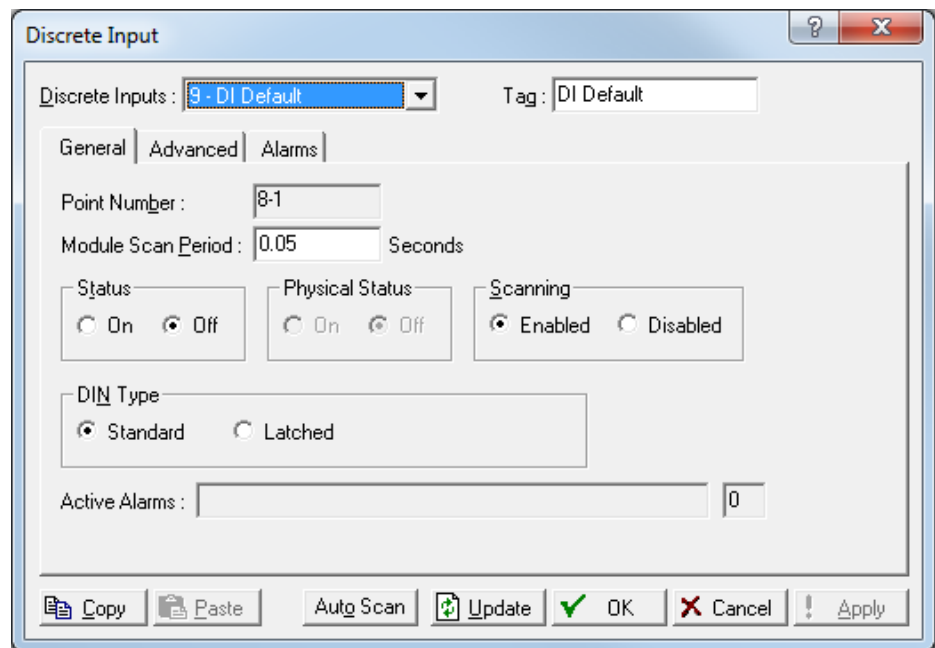 Discrete Input
Discrete Inputs : 9 - DI Default Tag : DI Default
General Advanced Alarms
Point Number : 8-1
Module Scan Period : 0.05 Seconds
Status Physical Status Scanning
On Off On Off Enabled Disabled
DIN Type
Standard Latched
Active Alarms : 0
Copy Paste Auto Scan Update OK Cancel Apply